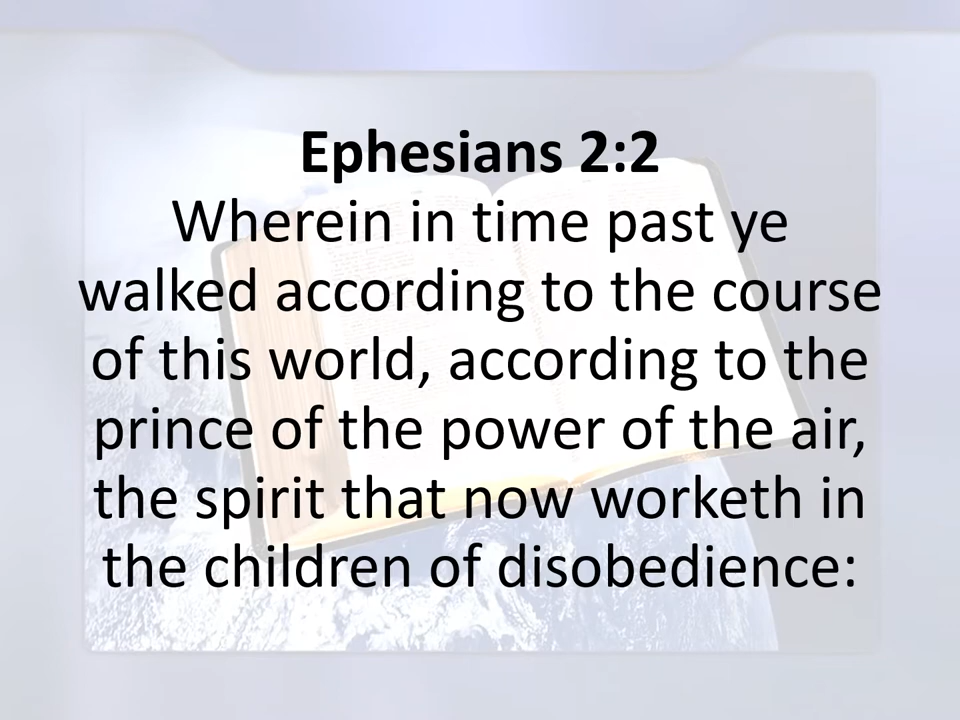 Ephesians 2:2
Wherein in time past ye
walked according to the course
of this world, according to the
prince of the power of the air,
the spirit that now worketh in
the children of disobedience: